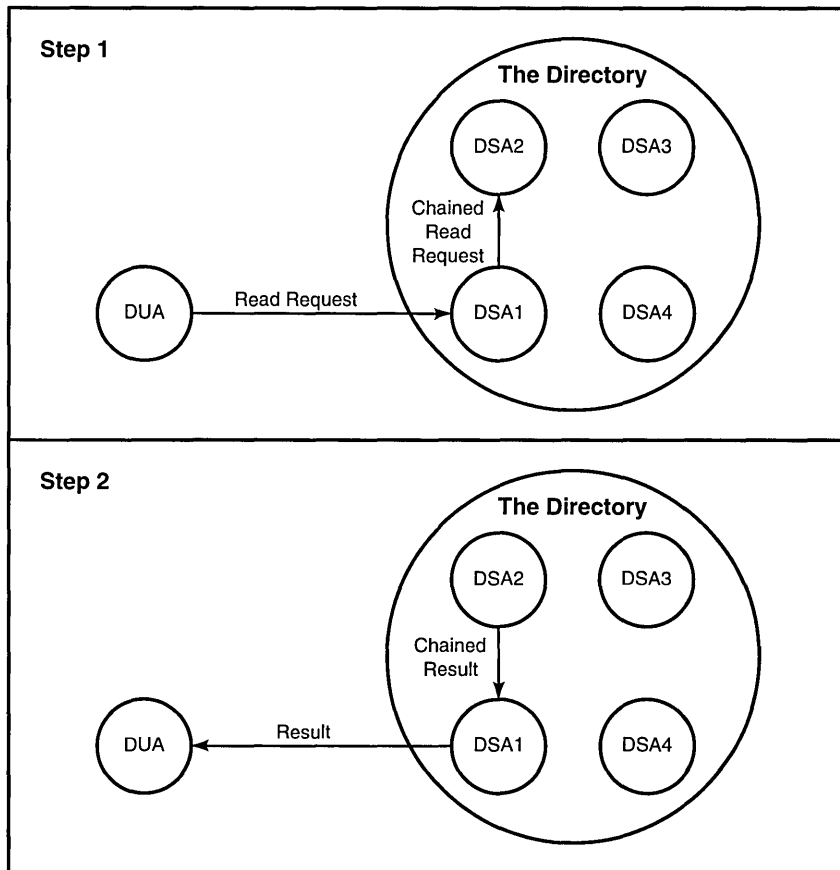 Step 1
The Directory
DSA2
DSA3
Chained
Read
Request
DUA
Read Request
DSA1
DSA4
Step 2
The Directory
DSA2
DSA3
Chained
Result
DUA
Result
DSA1
DSA4